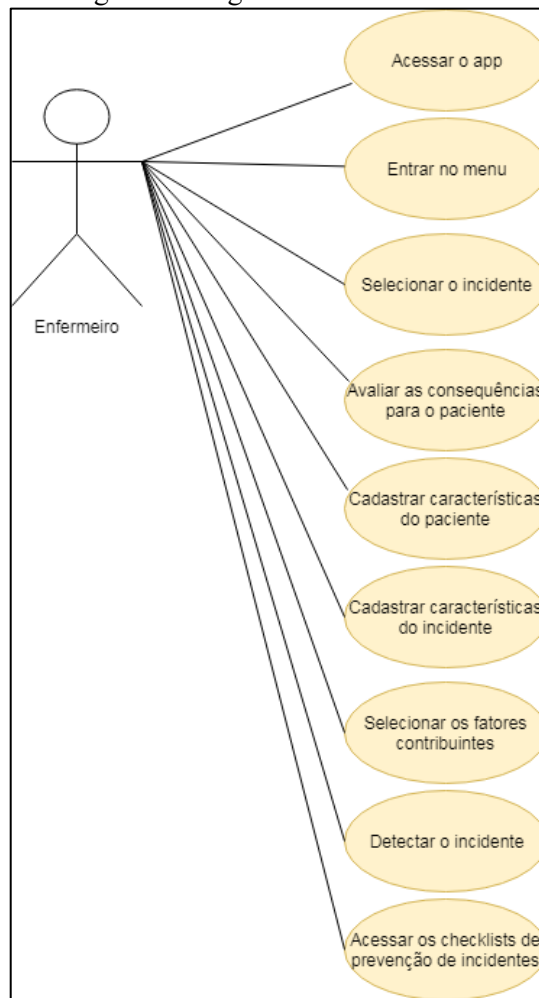 Acessar o app
Entrar no menu
Selecionar o incidente
Enfermeiro
Avaliar as consequências
para o paciente
Cadastrar características
do paciente
Cadastrar características
do incidente
Selecionar os fatores
contribuintes
Detectar o incidente
Acessar os checklists de
prevenção de incidentes